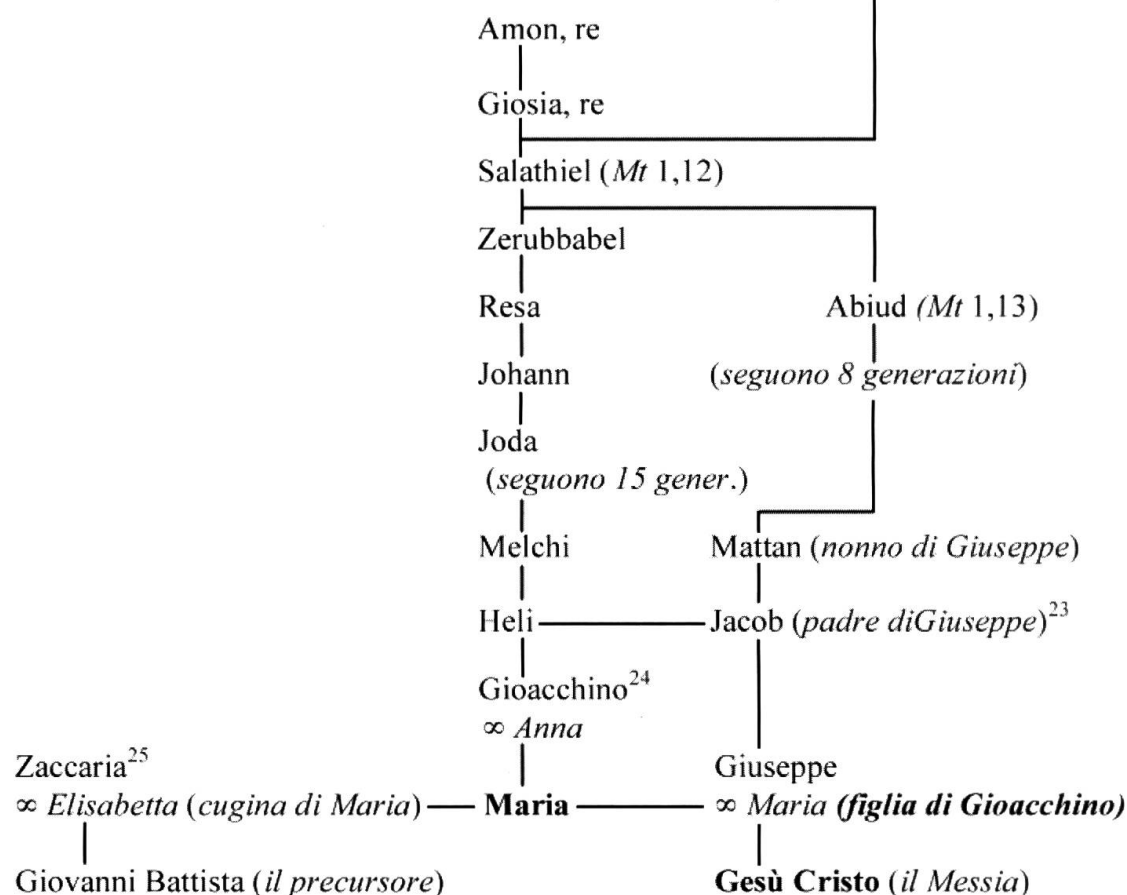 Amon, re
Giosia, re
Salathiel (Mt 1,12)
Zerubbabel
Resa Abiud (Mt 1,13)
Johann (seguono 8 generazioni)
Joda
(seguono 15 gener.)
Melchi Mattan (nonno di Giuseppe)
Heli Jacob (padre diGiuseppe)23
Gioacchino24
∞ Anna
Zaccaria25 Giuseppe
∞ Elisabetta (cugina di Maria) Maria ∞ Maria (figlia di Gioacchino)
Giovanni Battista (il precursore) Gesù Cristo (il Messia)